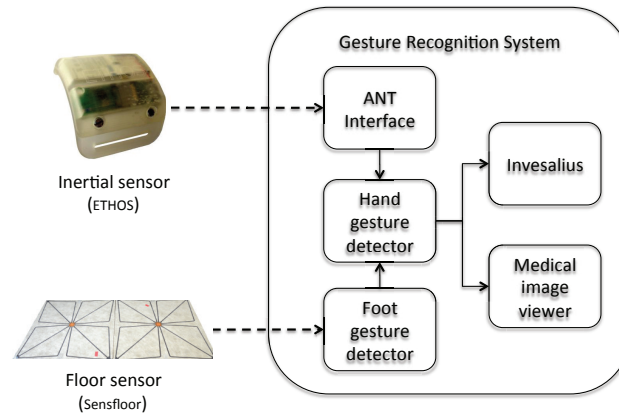 Gesture Recognition System
ANT
Interface
Inertial sensor
(ETHOS)
Hand
gesture
detector
Invesalius
Medical
image
viewer
Foot
gesture
detector
Floor sensor
(Sensfloor)